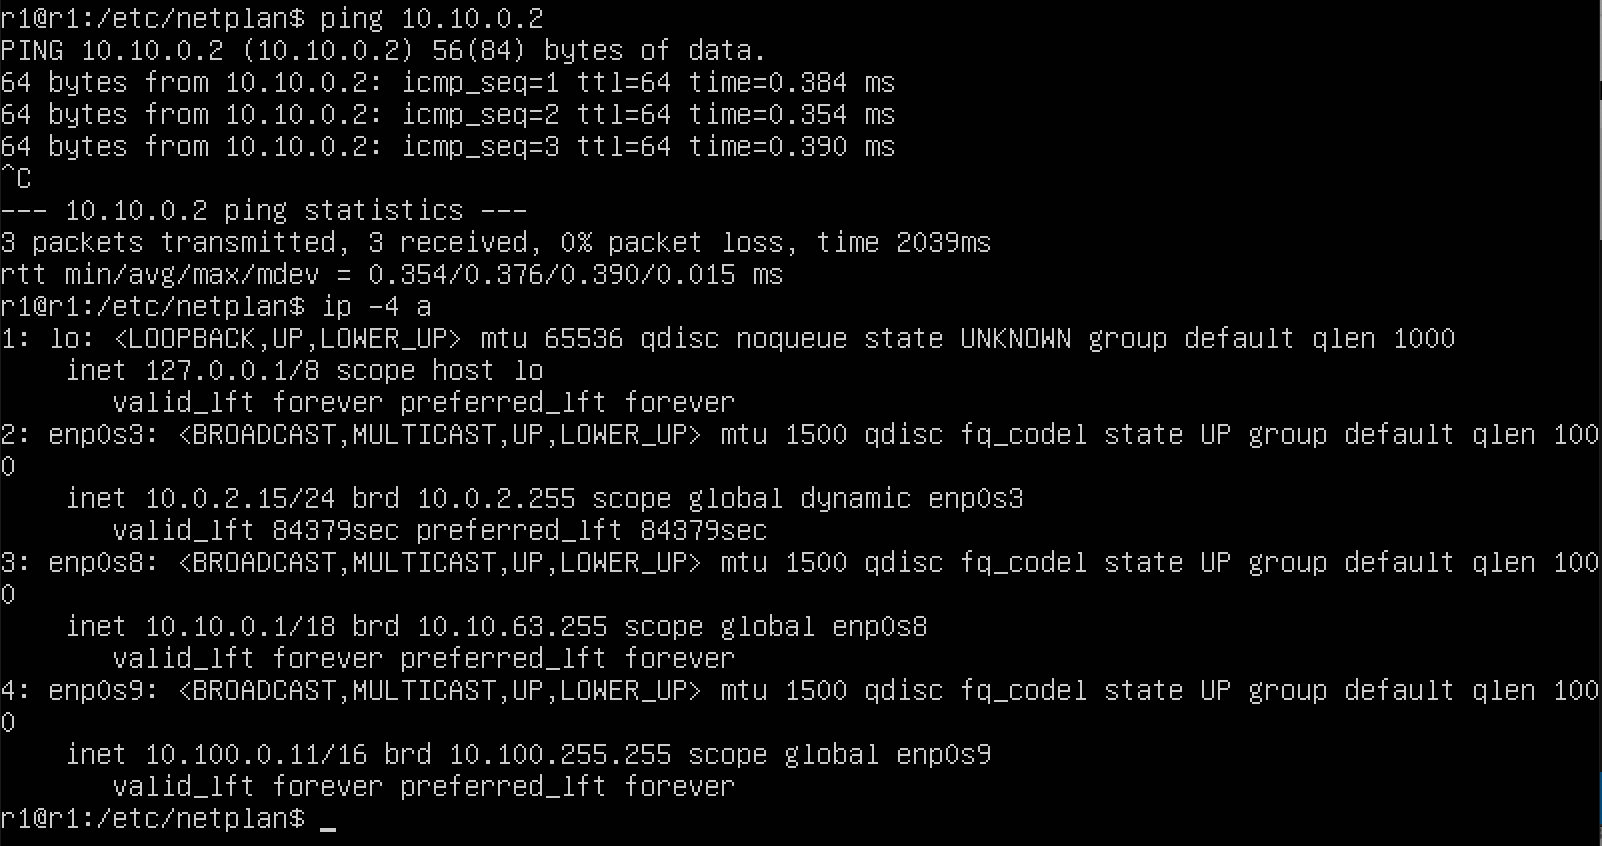 r1@r1:/etc/netplan$ ping 10.10.0.2
PING 10.10.0.2 (10.10.0.2) 56(84) bytes of data.
64 bytes from 10.10.0.2: icmp_seq=1 ttl=64 time=0.384 ms
64 bytes from 10.10.0.2: icmp_seq=2 ttl=64 time=0.354 ms
64 bytes from 10.10.0.2: icmp_seq=3 ttl=64 time=0.390 ms
^C
--- 10.10.0.2 ping statistics ---
3 packets transmitted, 3 received, 0% packet loss, time 2039ms
rtt min/avg/max/mdev = 0.354/0.376/0.390/0.015 ms
r1@r1:/etc/netplan$ ip -4 a
1: lo: <LOOPBACK,UP,LOWER_UP> mtu 65536 qdisc noqueue state UNKNOWN group default qlen 1000
    inet 127.0.0.1/8 scope host lo
       valid_lft forever preferred_lft forever
2: enp0s3: <BROADCAST,MULTICAST,UP,LOWER_UP> mtu 1500 qdisc fq_codel state UP group default qlen 100
0
    inet 10.0.2.15/24 brd 10.0.2.255 scope global dynamic enp0s3
       valid_lft 84379sec preferred_lft 84379sec
3: enp0s8: <BROADCAST,MULTICAST,UP,LOWER_UP> mtu 1500 qdisc fq_codel state UP group default qlen 100
0
    inet 10.10.0.1/18 brd 10.10.63.255 scope global enp0s8
       valid_lft forever preferred_lft forever
4: enp0s9: <BROADCAST,MULTICAST,UP,LOWER_UP> mtu 1500 qdisc fq_codel state UP group default qlen 100
0
    inet 10.100.0.11/16 brd 10.100.255.255 scope global enp0s9
       valid_lft forever preferred_lft forever
r1@r1:/etc/netplan$ _